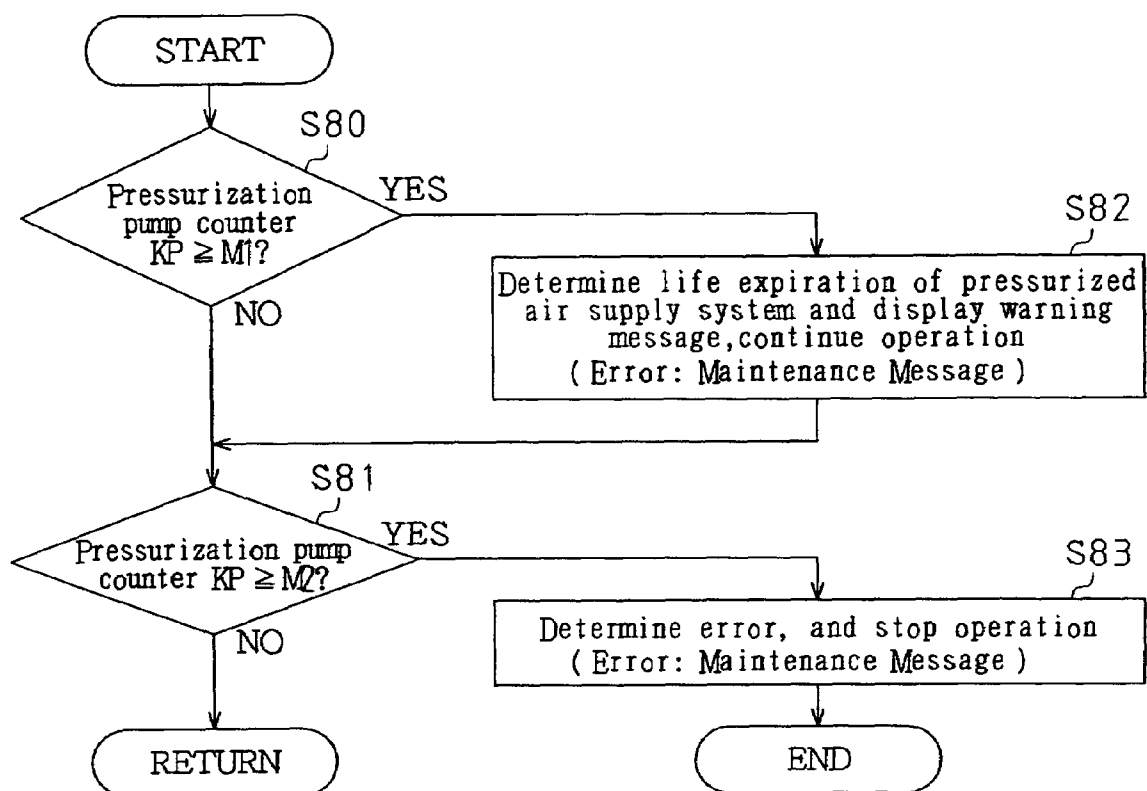 START
S80
Pressurization
pump counter
KP ≧ M1?
YES
NO
S82
Determine life expiration of pressurized
air supply system and display warning
message,continue operation
( Error: Maintenance Message )
S81
Pressurization pump
counter KP ≧ M2?
YES
NO
S83
Determine error, and stop operation
( Error: Maintenance Message )
RETURN
END